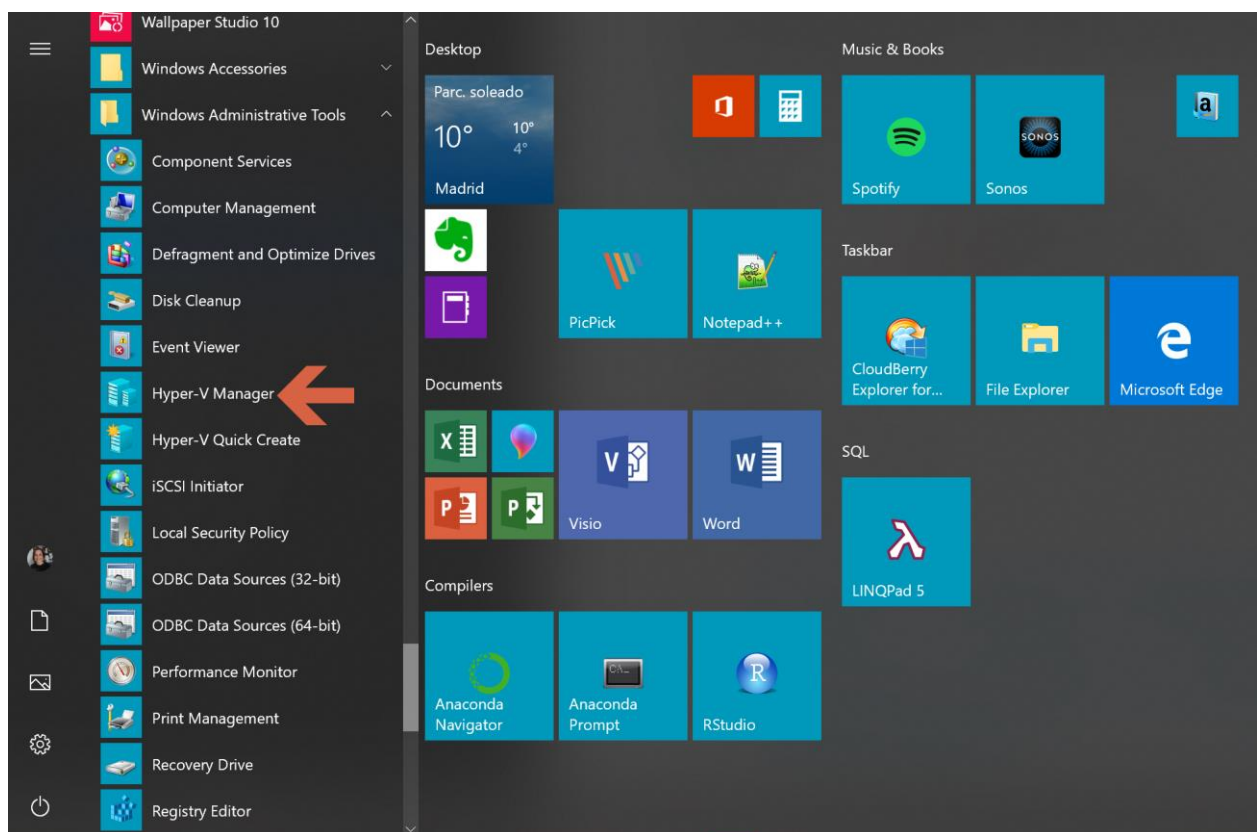 Wallpaper Studio 10
Windows Accessories
Windows Administrative Tools
Component Services
Computer Management
Defragment and Optimize Drives
Disk Cleanup
Event Viewer
Hyper-V Manager
Hyper-V Quick Create
iSCSI Initiator
Local Security Policy
ODBC Data Sources (32-bit)
ODBC Data Sources (64-bit)
Performance Monitor
Print Management
Recovery Drive
Registry Editor
Desktop
Parc. soleado
10° 10°
4°
Madrid
PicPick
Notepad++
Documents
X
P
P
V
Visio
W
Word
Compilers
Anaconda
Navigator
C:\_
Anaconda
Prompt
R
RStudio
Music & Books
Spotify
SONOS
Sonos
a
Taskbar
CloudBerry
Explorer for...
File Explorer
e
Microsoft Edge
SQL
λ
LINQPad 5